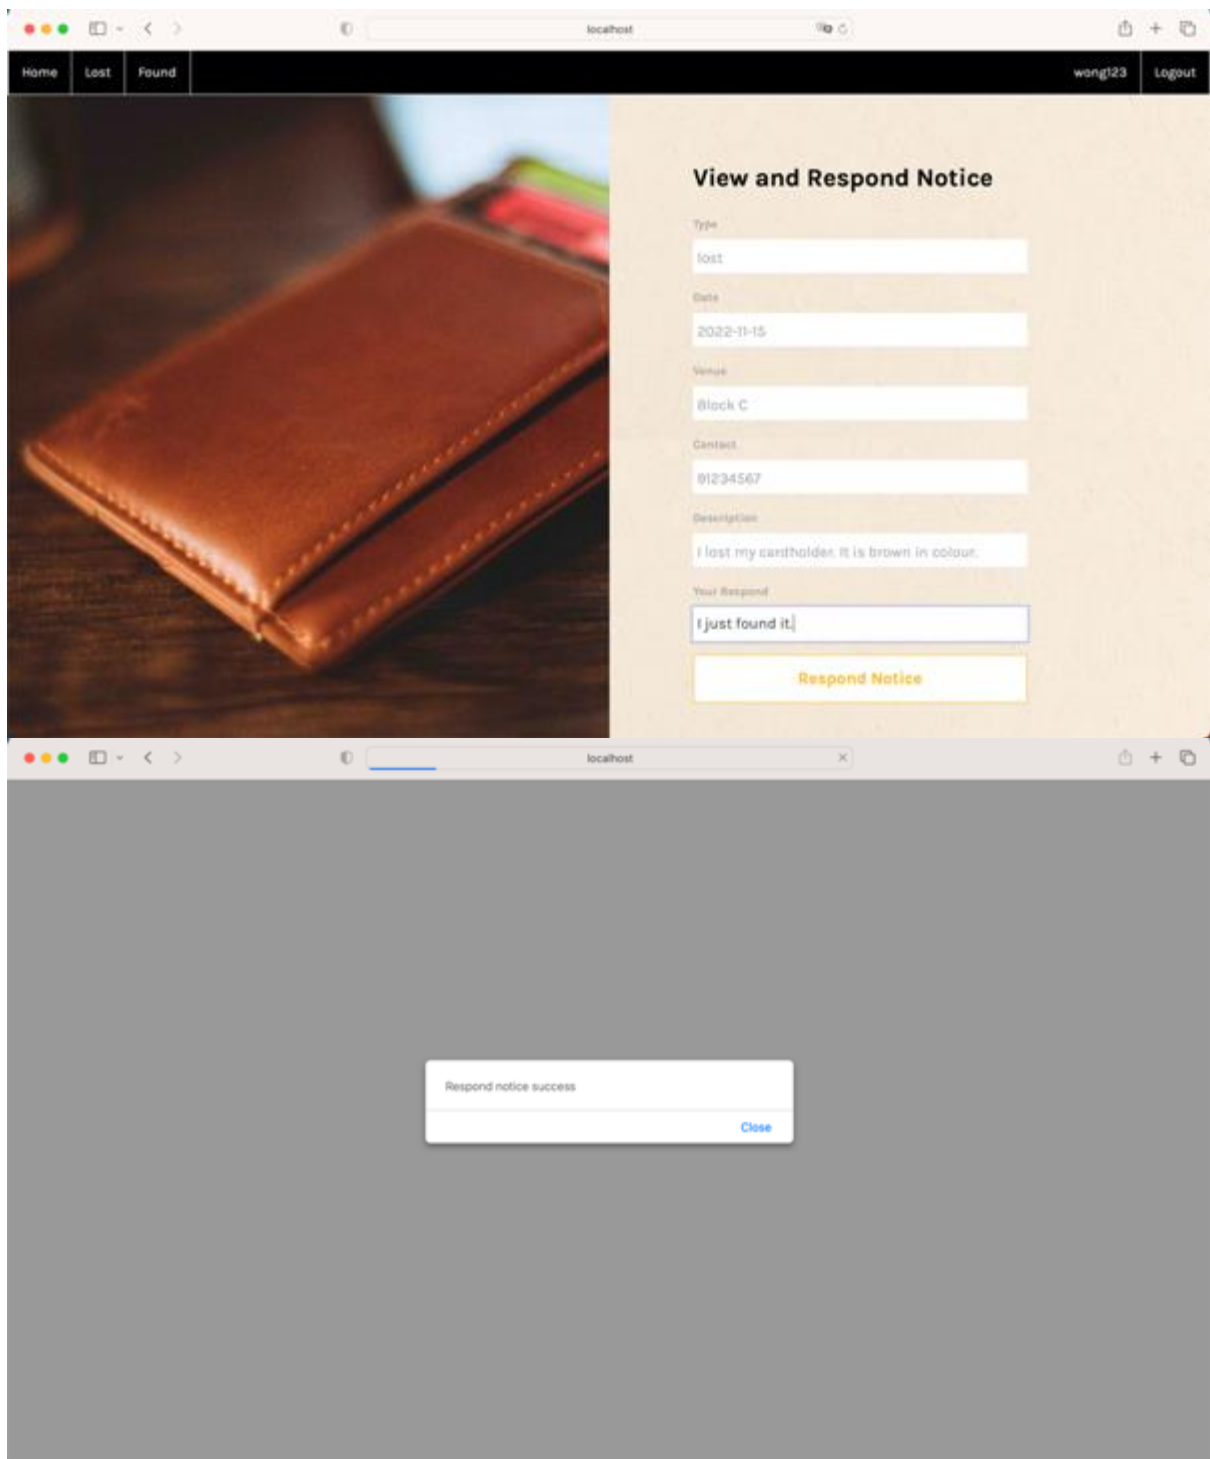 localhost
Home Lost Found wong123 Logout
View and Respond Notice
Type
lost
Date
2022-11-15
Venue
Block C
Contact
91234567
Description
I lost my cardholder. It is brown in colour.
Your Respond
I just found it.
Respond Notice
localhost
Respond notice success
Close